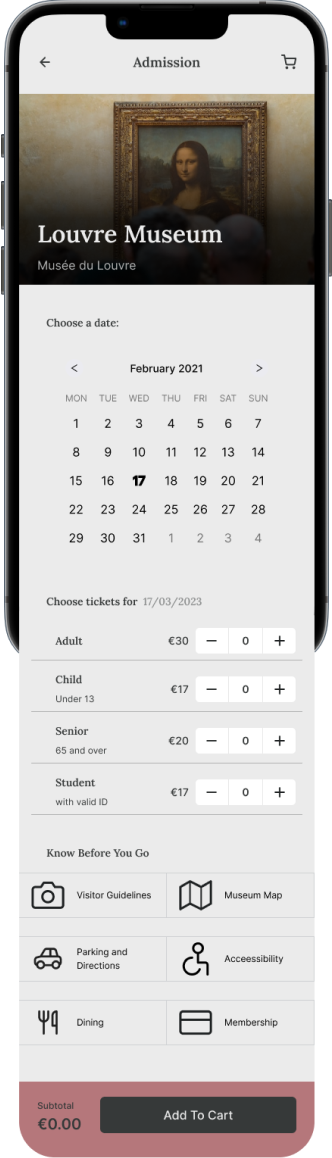 Admission
Louvre Museum
Musée du Louvre
Choose a date:
< February 2021 >
MON TUE WED THU FRI SAT SUN
1 2 3 4 5 6 7
8 9 10 11 12 13 14
15 16 17 18 19 20 21
22 23 24 25 26 27 28
29 30 31 1 2 3 4
Choose tickets for 17/03/2023
Adult €30 — 0 +
Child €17 — 0 +
Under 13
Senior €20 — 0 +
65 and over
Student €17 — 0 +
with valid ID
Know Before You Go
Visitor Guidelines
Museum Map
Parking and
Directions
Acceessibility
Dining
Membership
Subtotal
€0.00
Add To Cart